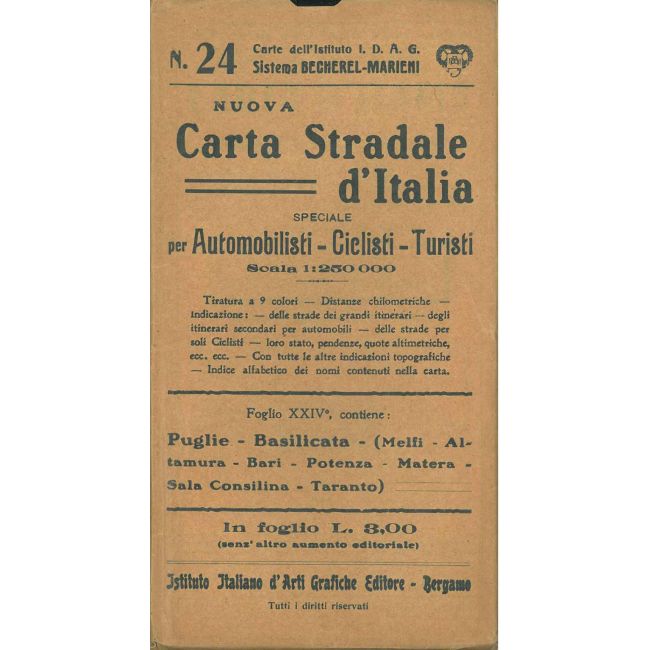 N. 24
Carte dell'Istituto I. D. A. G.
Sistema BECHEREL-MARIENI
NUOVA
Carta Stradale
d'Italia
SPECIALE
per Automobilisti - Ciclisti - Turisti
Scala 1:250 000
Tiratura a 9 colori — Distanze chilometriche —
Indicazione: — delle strade dei grandi itinerari — degli
itinerari secondari per automobili — delle strade per
soli Ciclisti — loro stato, pendenze, quote altimetriche,
ecc. ecc. — Con tutte le altre indicazioni topografiche
— Indice alfabetico dei nomi contenuti nella carta.
Foglio XXIV°, contiene:
Puglie - Basilicata - (Melfi - Al-
tamura - Bari - Potenza - Matera -
Sala Consilina - Taranto)
In foglio L. 3,00
(senz'altro aumento editoriale)
Istituto Italiano d'Arti Grafiche Editore - Bergamo
Tutti i diritti riservati